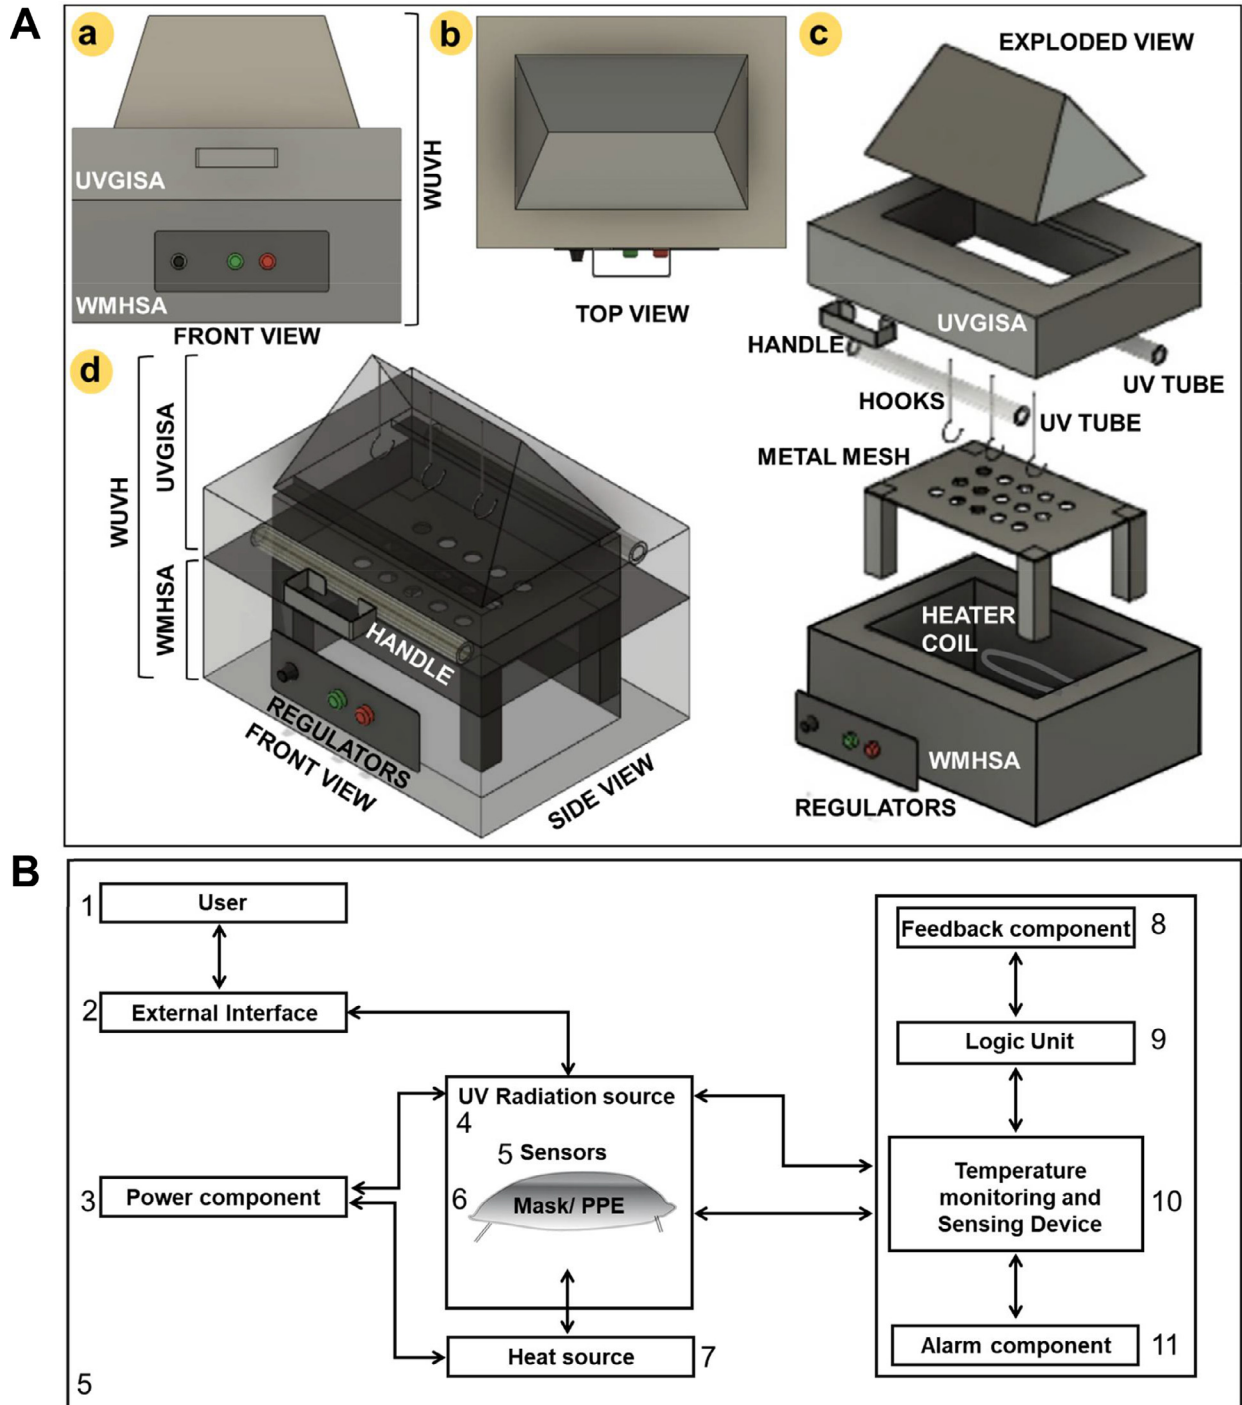 A
a
UVGISA
WMHSA
WUVH
FRONT VIEW
b
TOP VIEW
c
EXPLODED VIEW
UVGISA
HANDLE
UV TUBE
HOOKS
UV TUBE
METAL MESH
HEATER
COIL
WMHSA
REGULATORS
d
WUVH
UVGISA
WMHSA
HANDLE
REGULATORS
FRONT VIEW
SIDE VIEW
B
1
User
2
External Interface
3
Power component
UV Radiation source
4
5 Sensors
6
Mask/ PPE
Heat source
7
Feedback component
8
Logic Unit
9
Temperature
monitoring and
Sensing Device
10
Alarm component
11
5